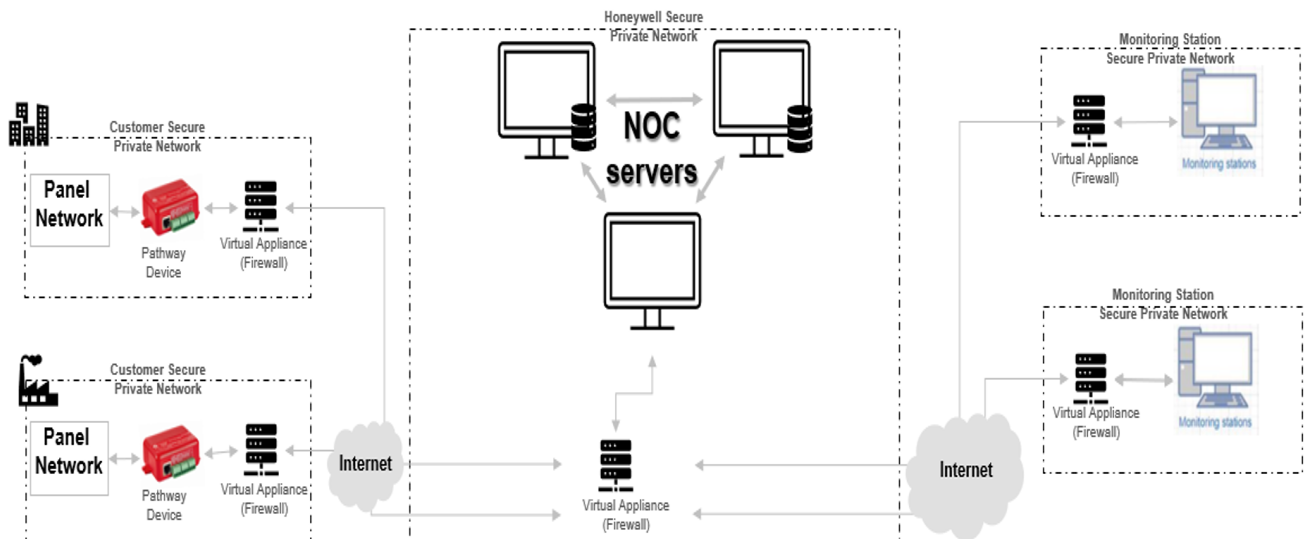 Honeywell Secure
Private Network
NOC
servers
Virtual Appliance
(Firewall)
Customer Secure
Private Network
Panel
Network
Pathway
Device
Virtual Appliance
(Firewall)
Customer Secure
Private Network
Panel
Network
Pathway
Device
Virtual Appliance
(Firewall)
Internet
Internet
Monitoring Station
Secure Private Network
Virtual Appliance
(Firewall)
Monitoring stations
Monitoring Station
Secure Private Network
Virtual Appliance
(Firewall)
Monitoring stations